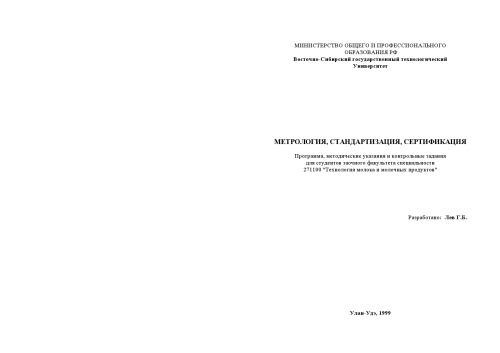 МИНИСТЕРСТВО ОБЩЕГО И ПРОФЕССИОНАЛЬНОГО
ОБРАЗОВАНИЯ РФ
Восточно-Сибирский государственный технологический
Университет
МЕТРОЛОГИЯ, СТАНДАРТИЗАЦИЯ, СЕРТИФИКАЦИЯ
Программа, методические указания и контрольные задания
для студентов заочного факультета специальности
271100 "Технология молока и молочных продуктов"
Разработано: Лев Г.Б.
Улан-Удэ, 1999